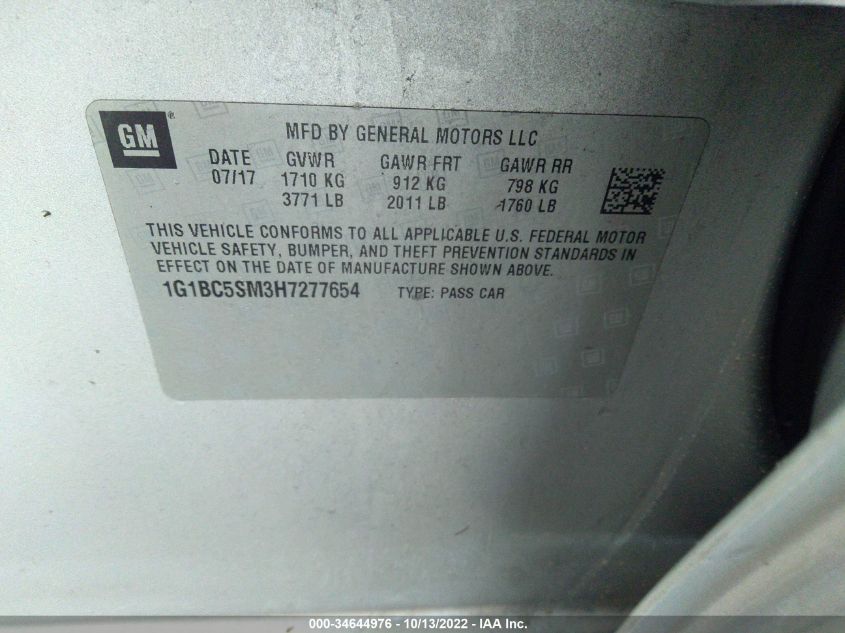 GM®
MFD BY GENERAL MOTORS LLC
DATE GVWR GAWR FRT GAWR RR
07/17 1710 KG 912 KG 798 KG
3771 LB 2011 LB 1760 LB
THIS VEHICLE CONFORMS TO ALL APPLICABLE U.S. FEDERAL MOTOR
VEHICLE SAFETY, BUMPER, AND THEFT PREVENTION STANDARDS IN
EFFECT ON THE DATE OF MANUFACTURE SHOWN ABOVE.
1G1BC5SM3H7277654 TYPE: PASS CAR
000-34644976 - 10/13/2022 - IAA Inc.